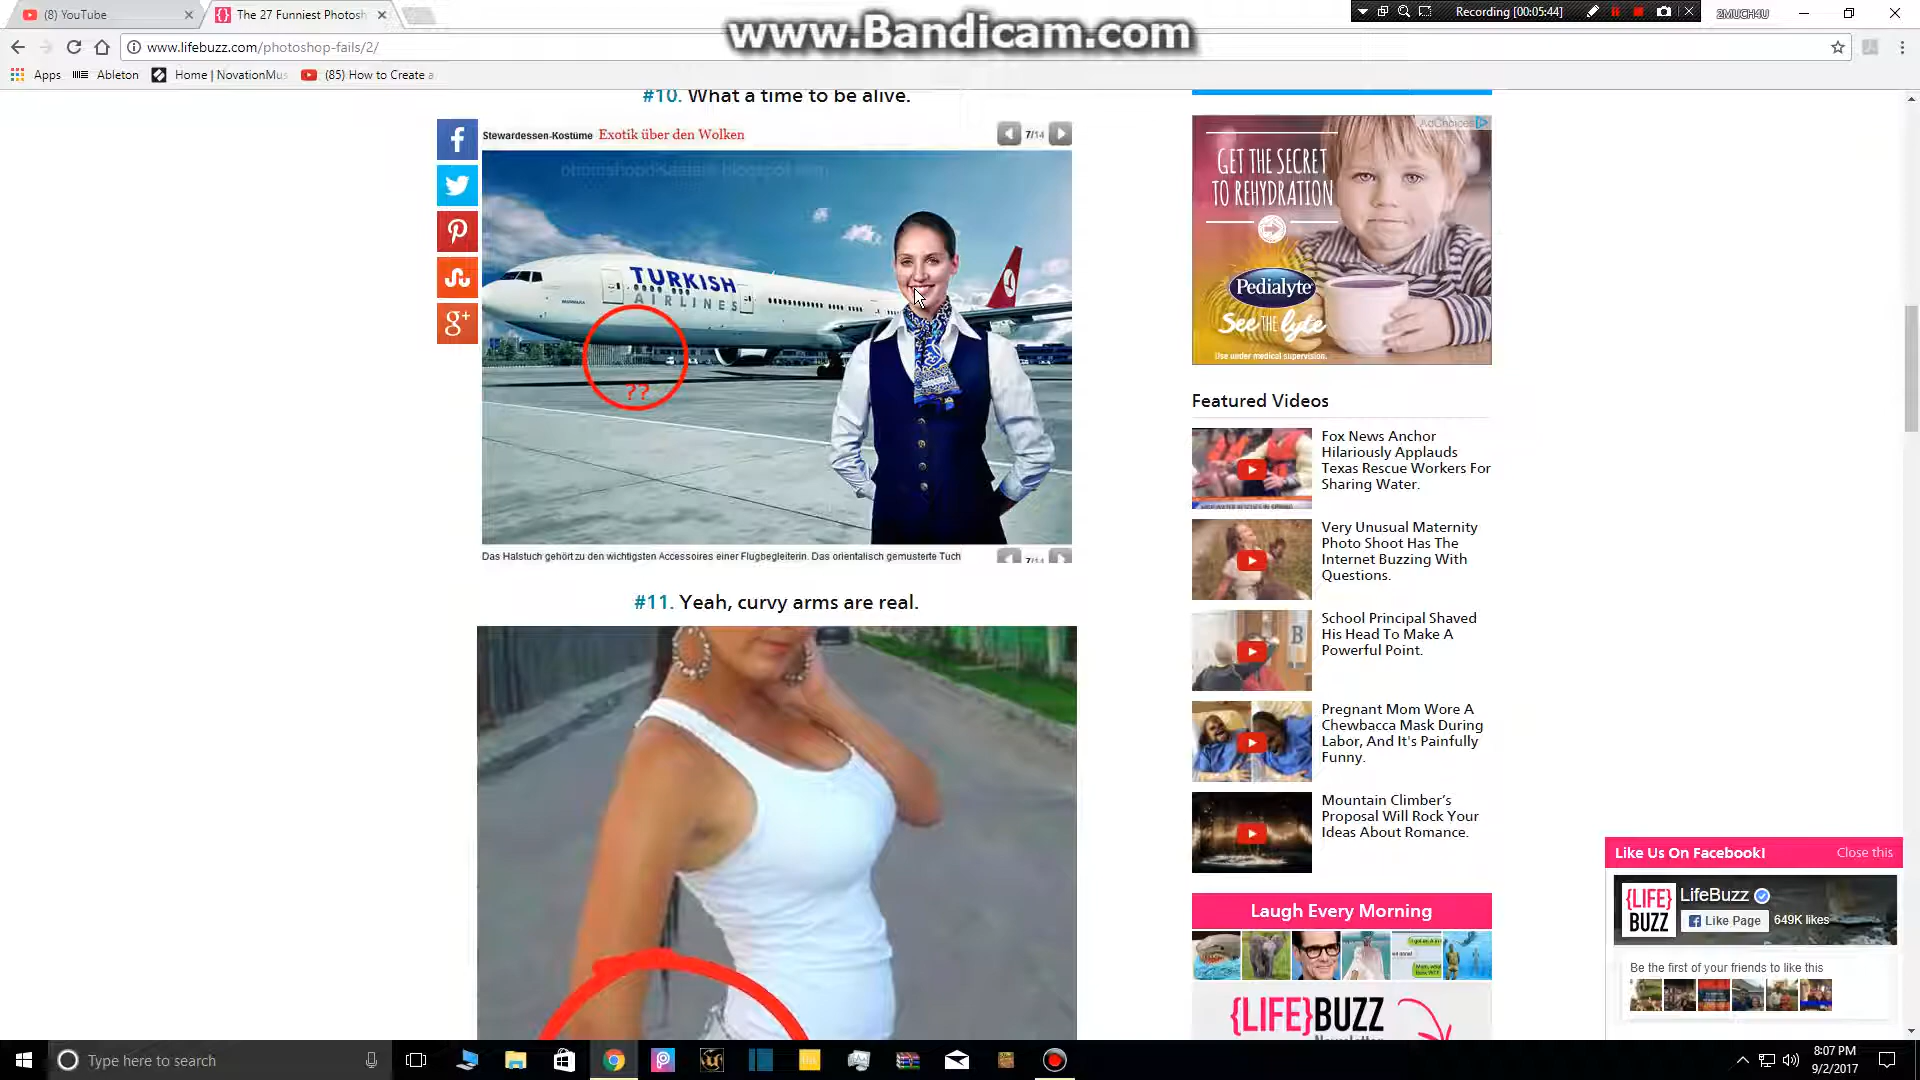 (8) YouTube
The 27 Funniest Photosh
www.Bandicam.com
Recording [00:05:44]
2MUCH4U
www.lifebuzz.com/photoshop-fails/2/
Apps
Ableton
Home | NovationMus
(85) How to Create a
#10. What a time to be alive.
Stewardessen-Kostüme Exotik über den Wolken
7/14
TURKISH
AIRLINES
??
Das Halstuch gehört zu den wichtigsten Accessoires einer Flugbegleiterin. Das orientalisch gemusterte Tuch
7/14
#11. Yeah, curvy arms are real.
AdChoices
GET THE SECRET
TO REHYDRATION
Pedialyte
See THE lyte
Use under medical supervision.
Featured Videos
Fox News Anchor
Hilariously Applauds
Texas Rescue Workers For
Sharing Water.
Very Unusual Maternity
Photo Shoot Has The
Internet Buzzing With
Questions.
School Principal Shaved
His Head To Make A
Powerful Point.
B
Pregnant Mom Wore A
Chewbacca Mask During
Labor, And It's Painfully
Funny.
Mountain Climber's
Proposal Will Rock Your
Ideas About Romance.
Laugh Every Morning
{LIFE}BUZZ
Like Us On Facebook!
Close this
{LIFE}
BUZZ
LifeBuzz
Like Page
649K likes
Be the first of your friends to like this
Type here to search
8:07 PM
9/2/2017